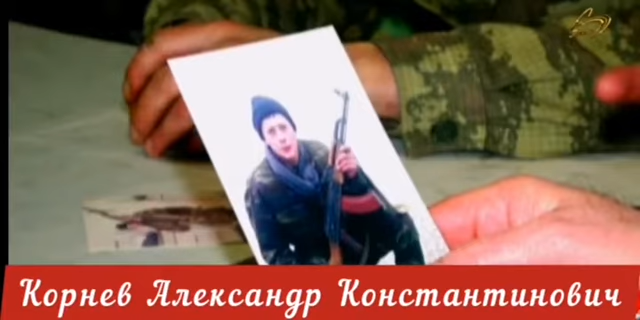 Корнев Александр Константинович